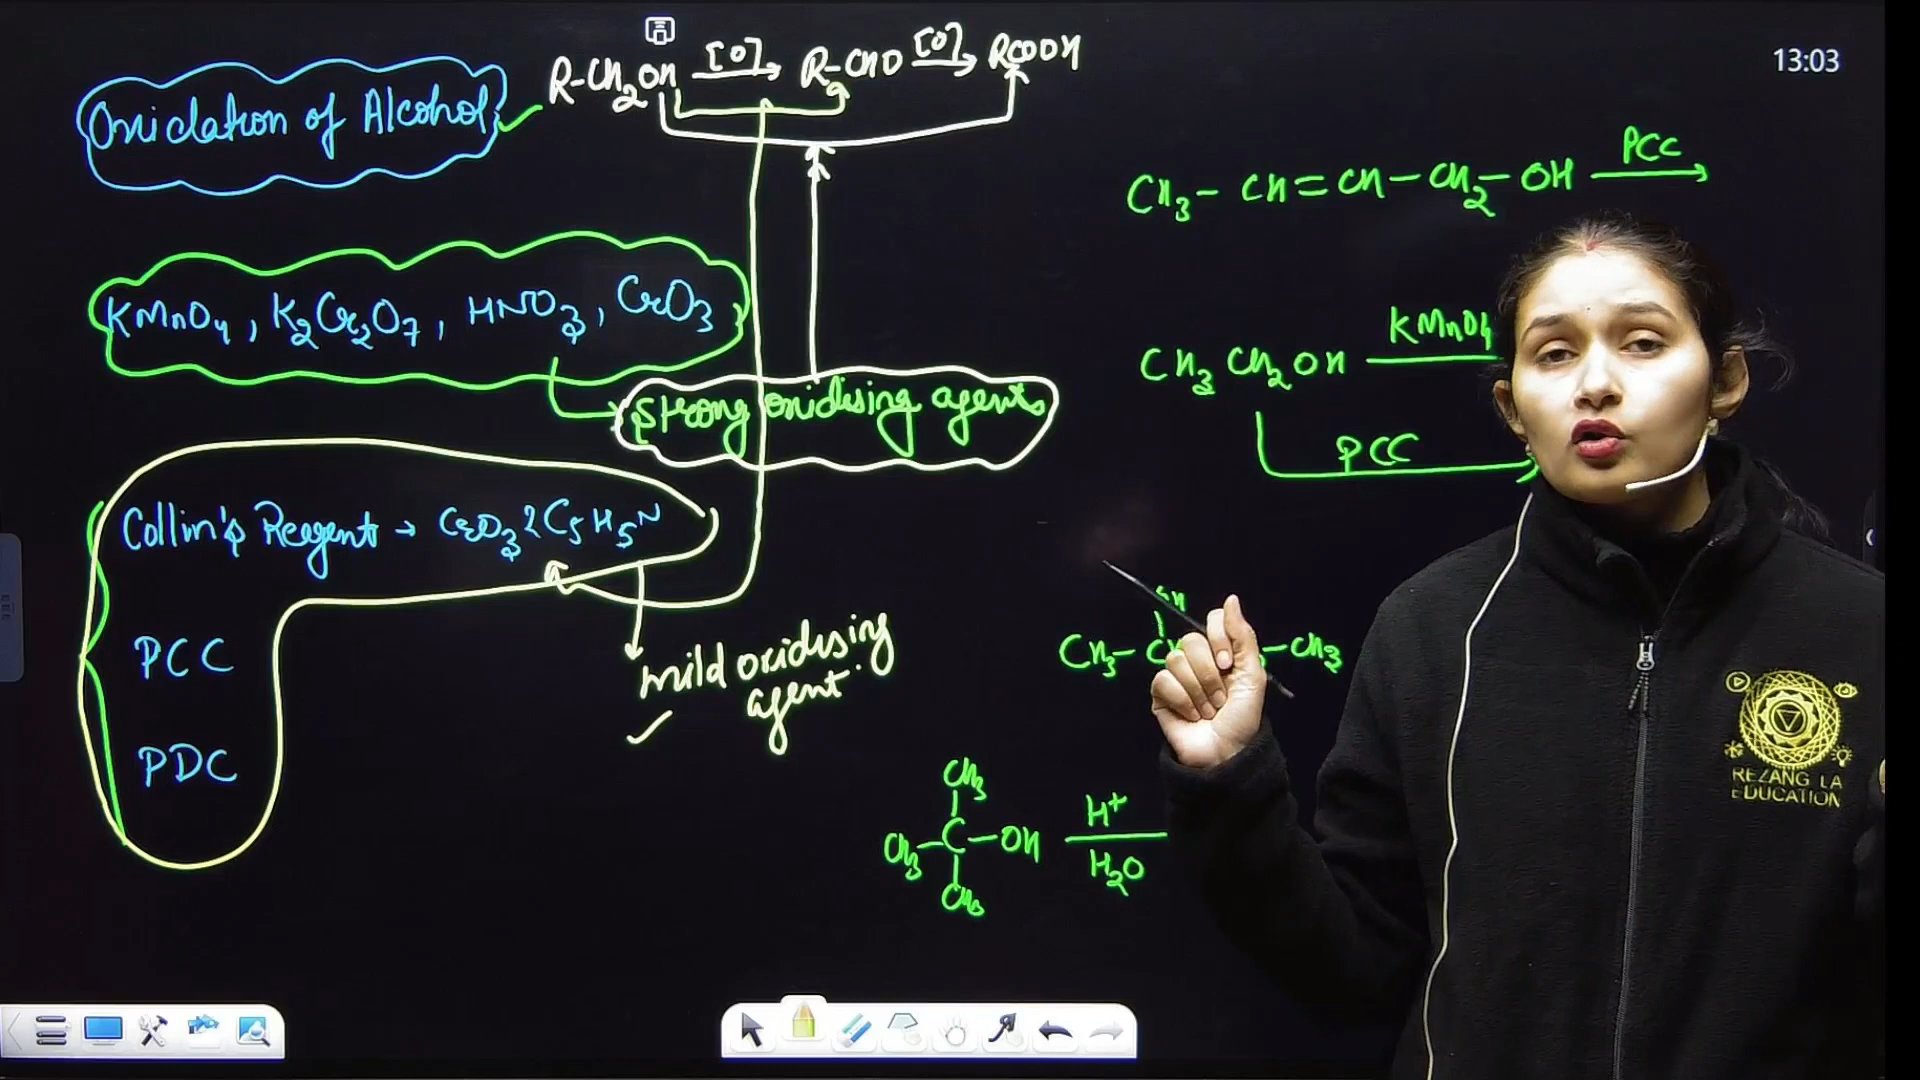 R-CH2OH [O] R-CHO [O] RCOOH
13:03
Oxidation of Alcohol
CH3-CH=CH-CH2-OH PCC
KMnO4, K2Cr2O7, HNO3, CrO3
CH3CH2OH KMnO4
strong oxidising agents
PCC
Collin's Reagent → CrO3 2C5H5N
PCC
mild oxidising
agent
CH3- -CH3
PDC
CH3
CH3-C-OH H+
H2O
CH3
REZANG LA
EDUCATION